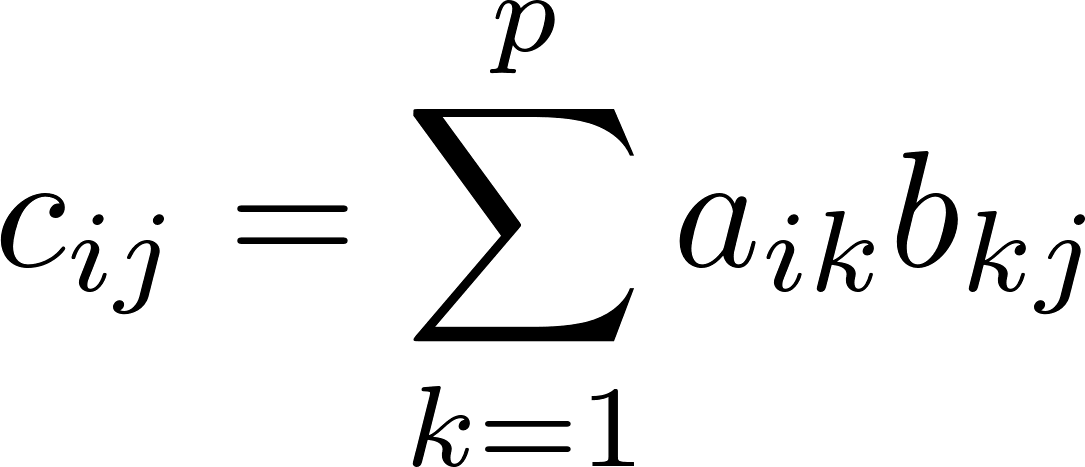 $c_{ij} = \sum_{k=1}^{p} a_{ik} b_{kj}$